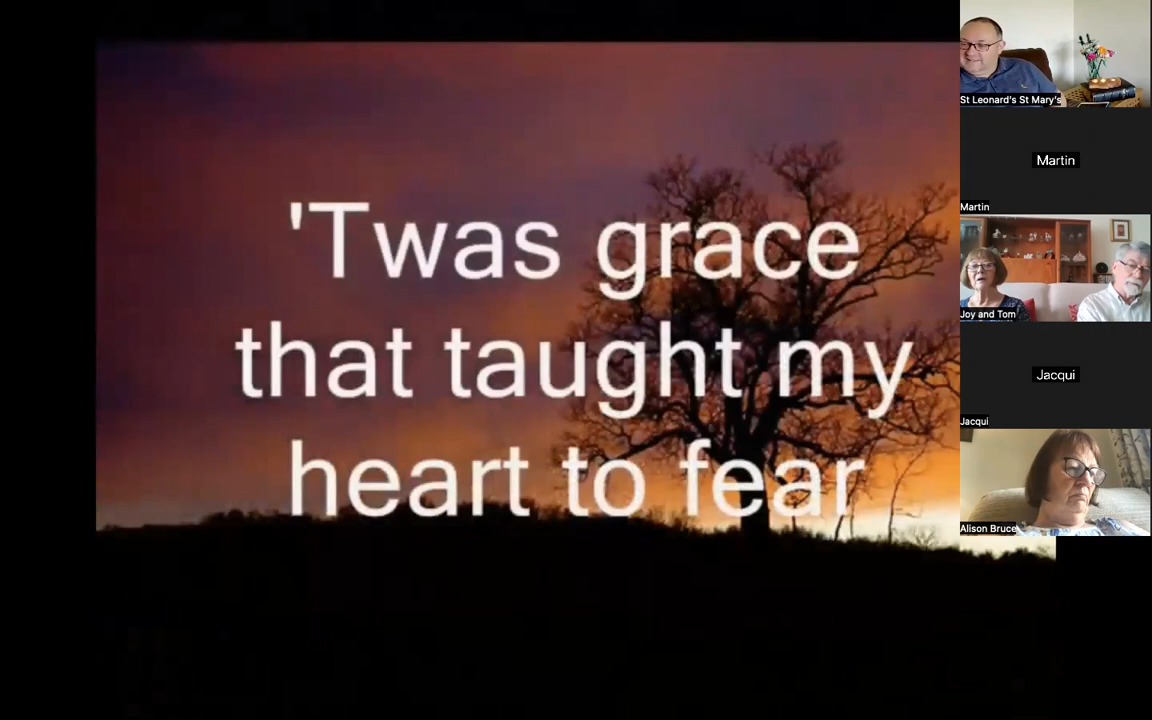 'Twas grace
that taught my
heart to fear
St Leonard's St Mary's
Martin
Martin
Joy and Tom
Jacqui
Jacqui
Alison Bruce